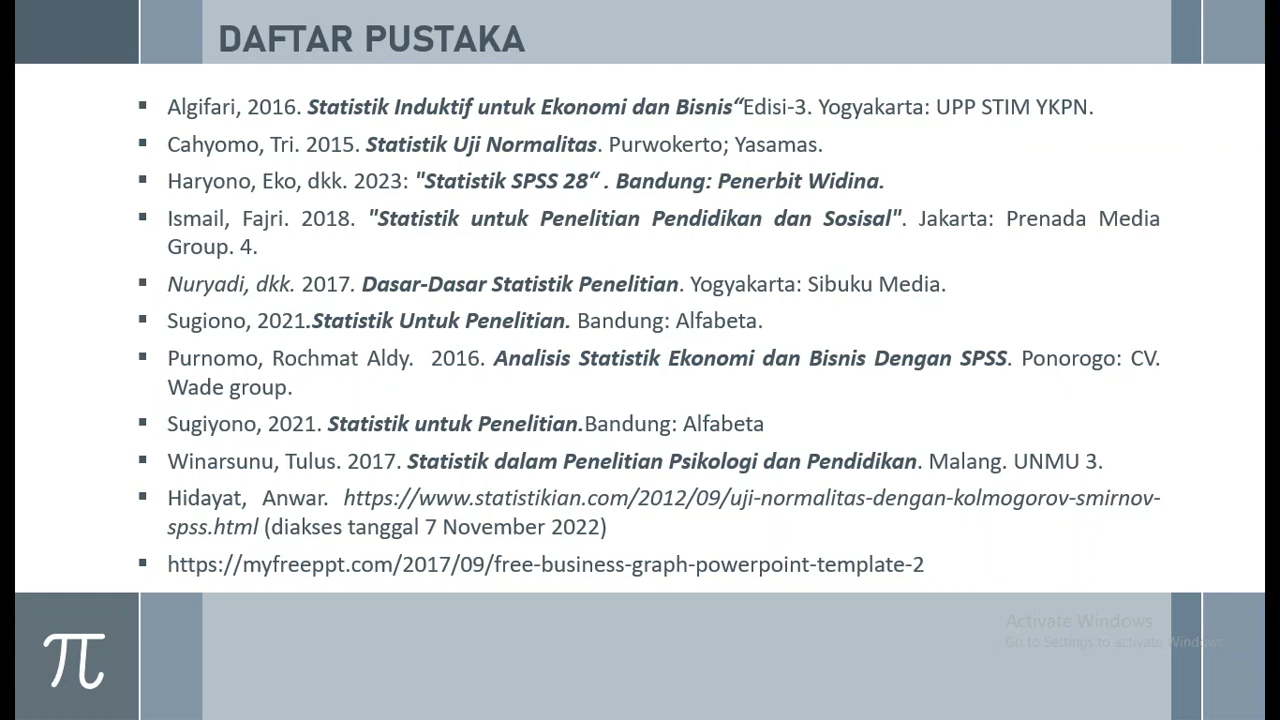 DAFTAR PUSTAKA
▪ Algifari, 2016. Statistik Induktif untuk Ekonomi dan Bisnis“Edisi-3. Yogyakarta: UPP STIM YKPN.
▪ Cahyomo, Tri. 2015. Statistik Uji Normalitas. Purwokerto; Yasamas.
▪ Haryono, Eko, dkk. 2023: "Statistik SPSS 28“ . Bandung: Penerbit Widina.
▪ Ismail, Fajri. 2018. "Statistik untuk Penelitian Pendidikan dan Sosisal". Jakarta: Prenada Media
Group. 4.
▪ Nuryadi, dkk. 2017. Dasar-Dasar Statistik Penelitian. Yogyakarta: Sibuku Media.
▪ Sugiono, 2021.Statistik Untuk Penelitian. Bandung: Alfabeta.
▪ Purnomo, Rochmat Aldy. 2016. Analisis Statistik Ekonomi dan Bisnis Dengan SPSS. Ponorogo: CV.
Wade group.
▪ Sugiyono, 2021. Statistik untuk Penelitian.Bandung: Alfabeta
▪ Winarsunu, Tulus. 2017. Statistik dalam Penelitian Psikologi dan Pendidikan. Malang. UNMU 3.
▪ Hidayat, Anwar. https://www.statistikian.com/2012/09/uji-normalitas-dengan-kolmogorov-smirnov-
spss.html (diakses tanggal 7 November 2022)
▪ https://myfreeppt.com/2017/09/free-business-graph-powerpoint-template-2
Activate Windows
Go to Settings to activate Windows.
π